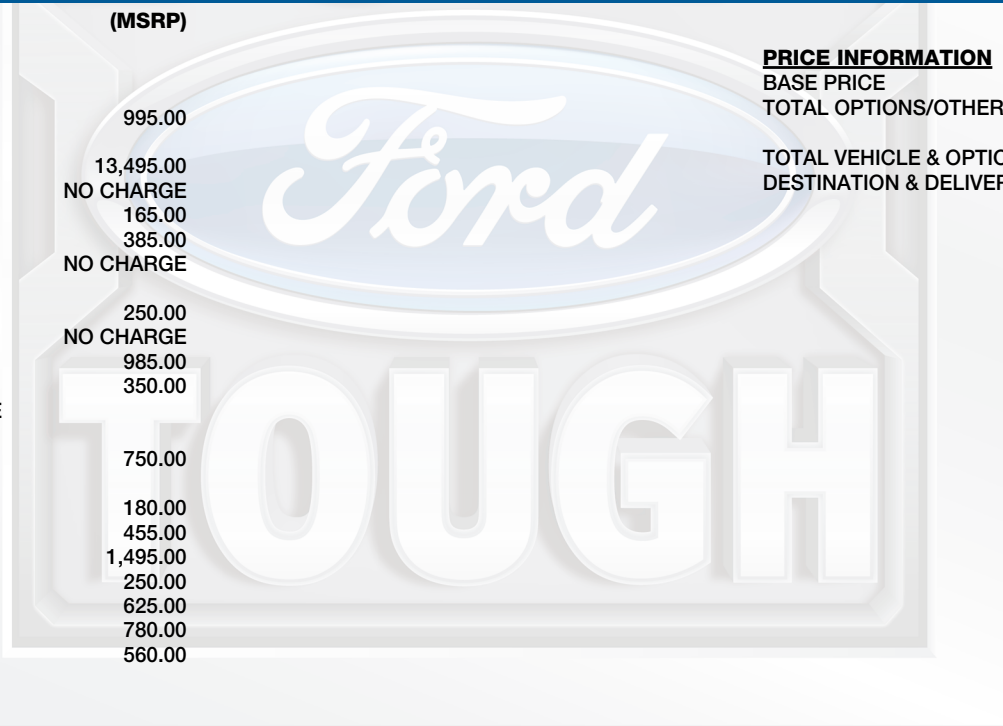 (MSRP)
995.00
13,495.00
NO CHARGE
165.00
385.00
NO CHARGE
250.00
NO CHARGE
985.00
350.00
E
750.00
180.00
455.00
1,495.00
250.00
625.00
780.00
560.00
PRICE INFORMATION
BASE PRICE
TOTAL OPTIONS/OTHER
TOTAL VEHICLE & OPTIO
DESTINATION & DELIVER
Ford
TOUGH